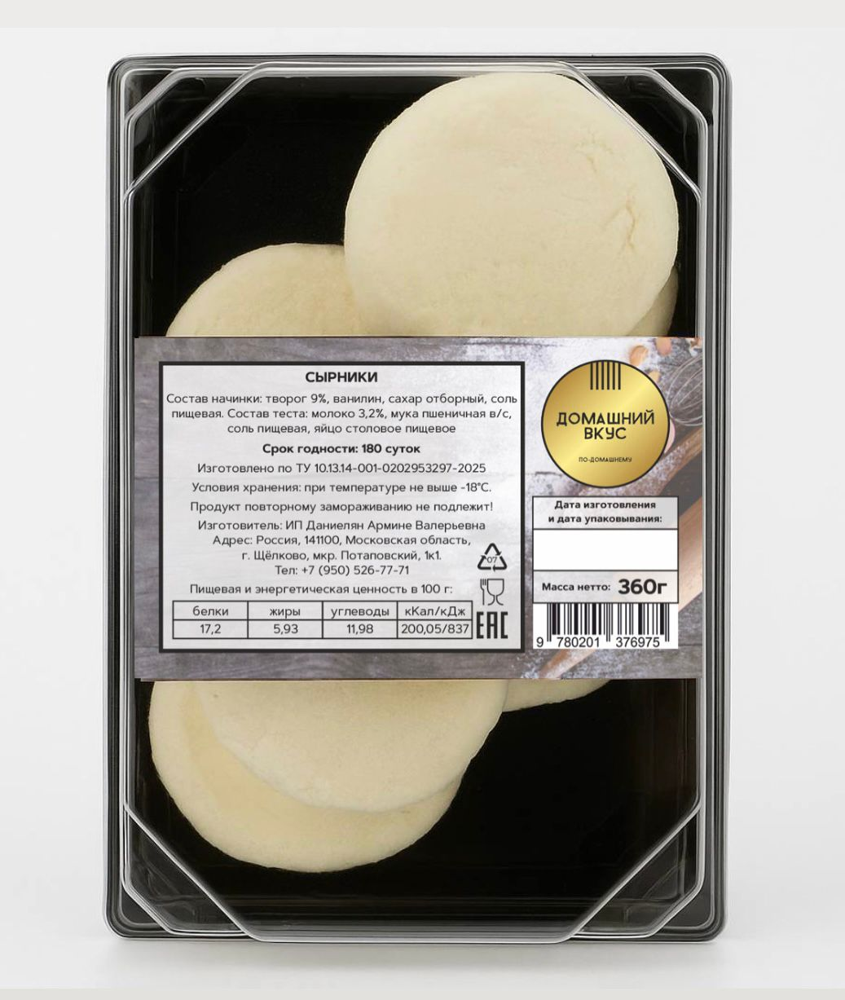 СЫРНИКИ
Состав начинки: творог 9%, ванилин, сахар отборный, соль
пищевая. Состав теста: молоко 3,2%, мука пшеничная в/с,
соль пищевая, яйцо столовое пищевое
Срок годности: 180 суток
Изготовлено по ТУ 10.13.14-001-0202953297-2025
Условия хранения: при температуре не выше -18°С.
Продукт повторному замораживанию не подлежит!
Изготовитель: ИП Даниелян Армине Валерьевна
Адрес: Россия, 141100, Московская область,
г. Щёлково, мкр. Потаповский, 1к1.
Тел: +7 (950) 526-77-71
Пищевая и энергетическая ценность в 100 г:
белки жиры углеводы кКал/кДж
17,2 5,93 11,98 200,05/837
07
EAC
ДОМАШНИЙ
ВКУС
ПО-ДОМАШНЕМУ
Дата изготовления
и дата упаковывания:
Масса нетто: 360г
9 780201 376975